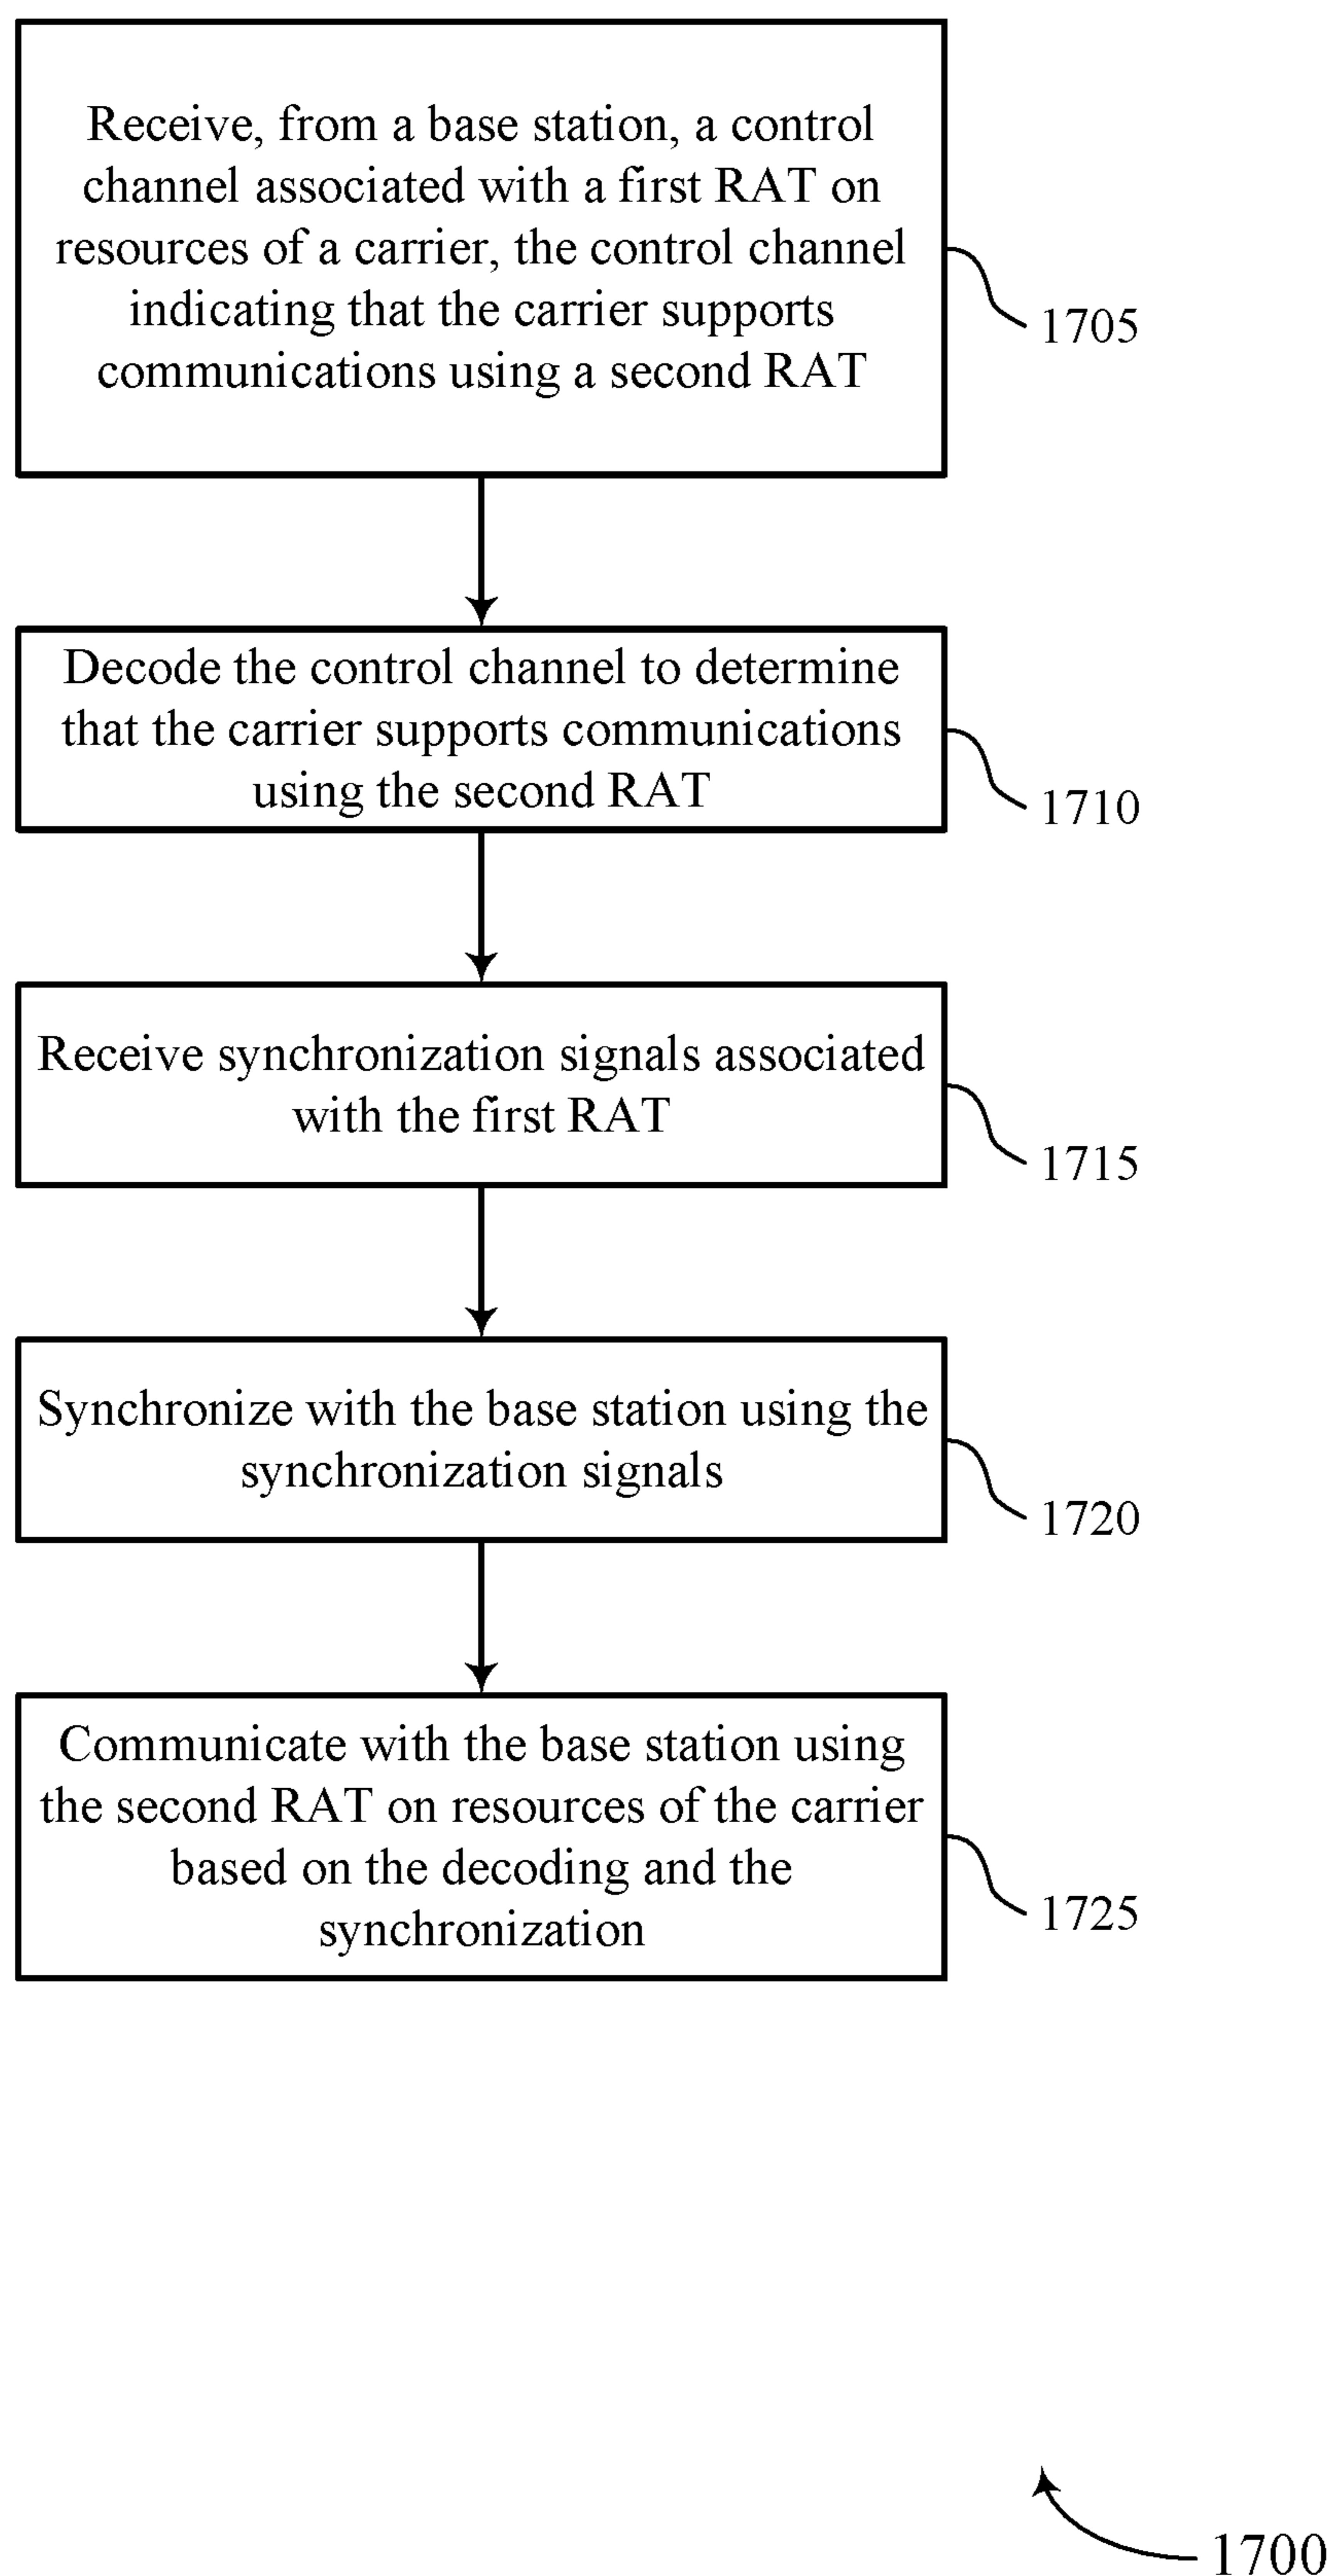 Receive, from a base station, a control
channel associated with a first RAT on
resources of a carrier, the control channel
indicating that the carrier supports
communications using a second RAT
1705
Decode the control channel to determine
that the carrier supports communications
using the second RAT
1710
Receive synchronization signals associated
with the first RAT
1715
Synchronize with the base station using the
synchronization signals
1720
Communicate with the base station using
the second RAT on resources of the carrier
based on the decoding and the
synchronization
1725
1700